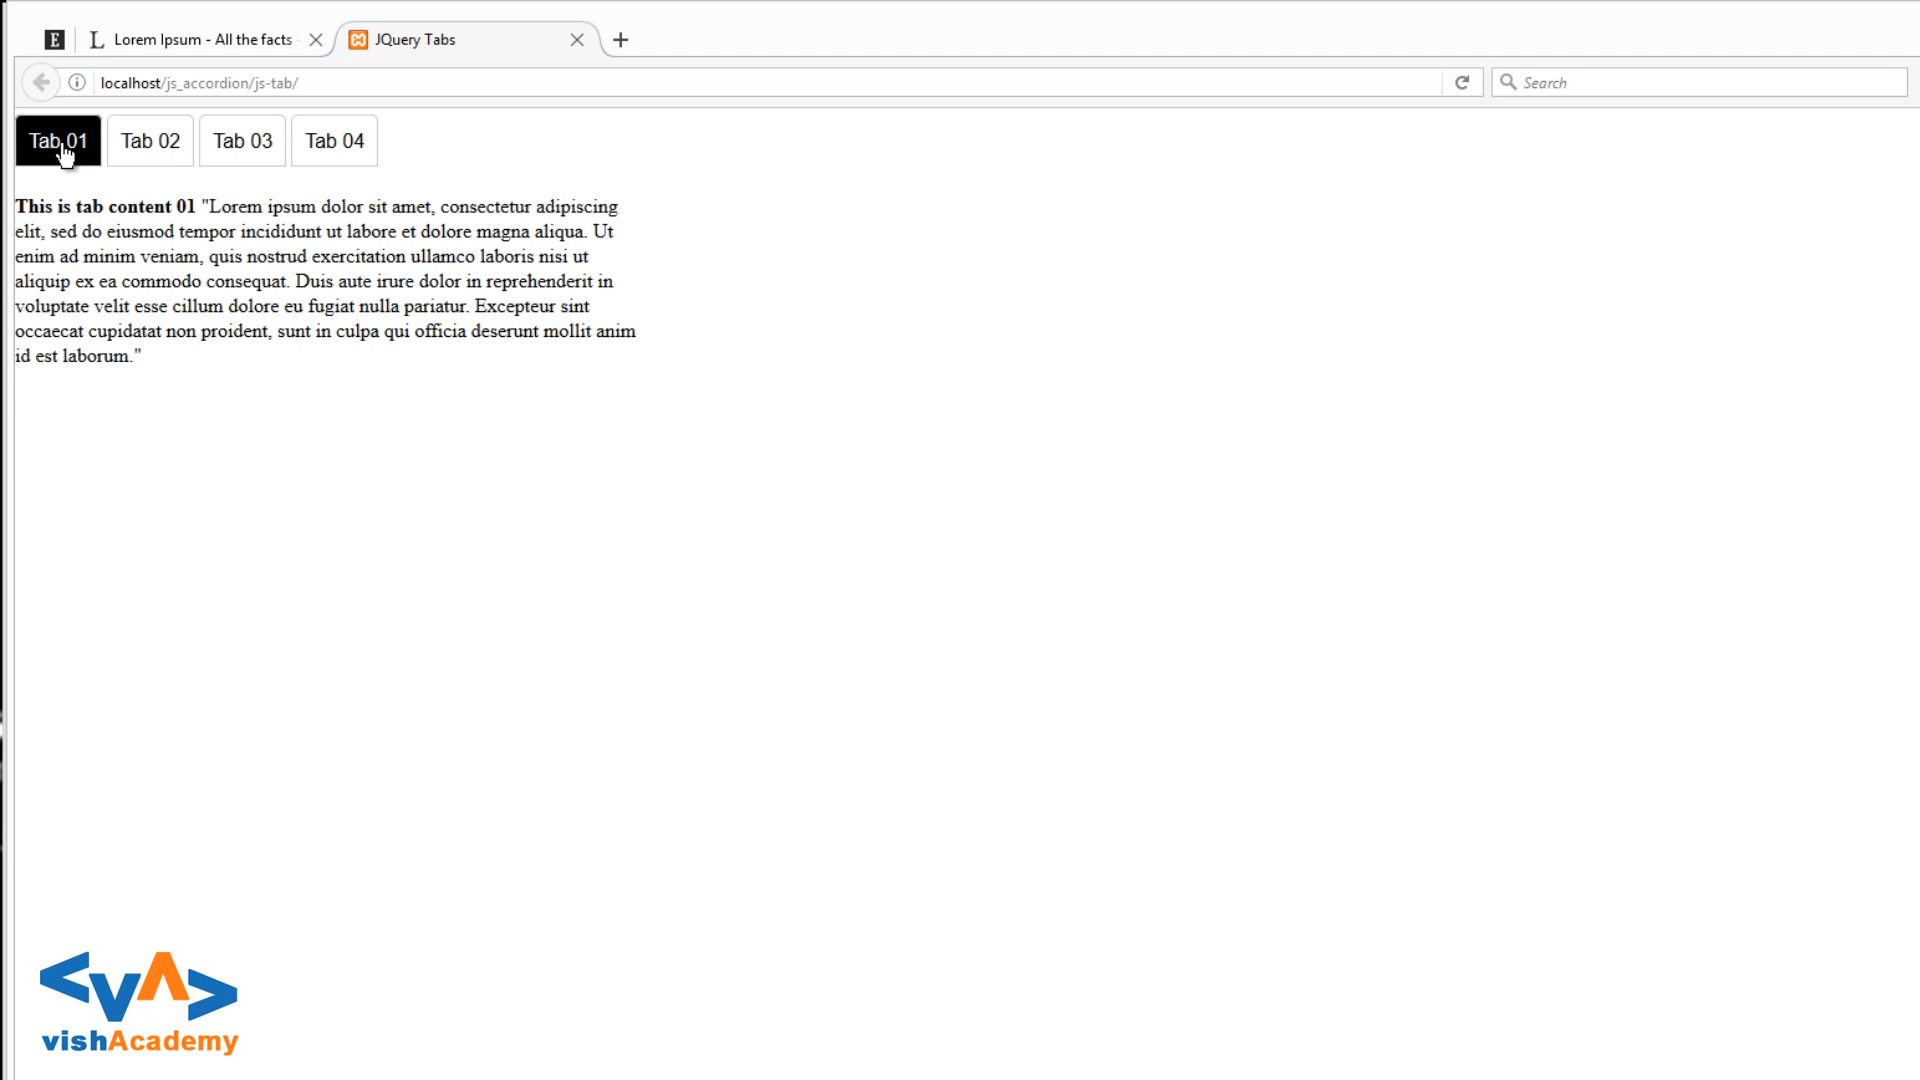 E
L Lorem Ipsum - All the facts
JQuery Tabs
localhost/js_accordion/js-tab/
Search
Tab 01
Tab 02
Tab 03
Tab 04
This is tab content 01 "Lorem ipsum dolor sit amet, consectetur adipiscing
elit, sed do eiusmod tempor incididunt ut labore et dolore magna aliqua. Ut
enim ad minim veniam, quis nostrud exercitation ullamco laboris nisi ut
aliquip ex ea commodo consequat. Duis aute irure dolor in reprehenderit in
voluptate velit esse cillum dolore eu fugiat nulla pariatur. Excepteur sint
occaecat cupidatat non proident, sunt in culpa qui officia deserunt mollit anim
id est laborum."
<vA>
vishAcademy